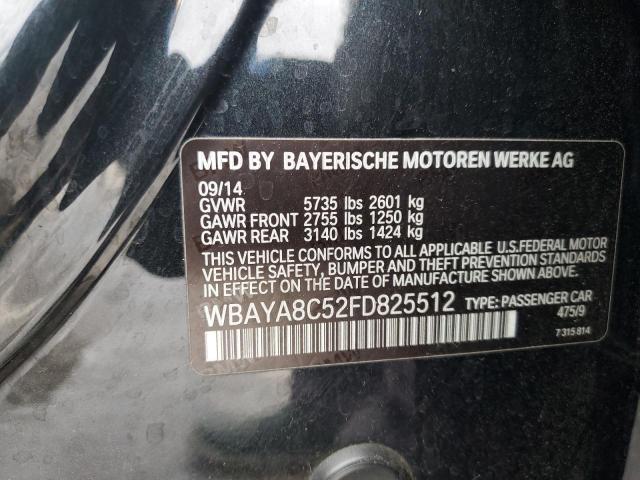 MFD BY BAYERISCHE MOTOREN WERKE AG
09/14
GVWR 5735 lbs 2601 kg
GAWR FRONT 2755 lbs 1250 kg
GAWR REAR 3140 lbs 1424 kg
THIS VEHICLE CONFORMS TO ALL APPLICABLE U.S.FEDERAL MOTOR
VEHICLE SAFETY, BUMPER AND THEFT PREVENTION STANDARDS
IN EFFECT ON THE DATE OF MANUFACTURE SHOWN ABOVE.
WBAYA8C52FD825512 TYPE: PASSENGER CAR
475/9
7 315 814